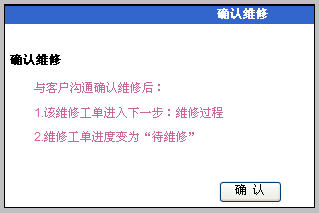 确认维修
确认维修
与客户沟通确认维修后：
1.该维修工单进入下一步：维修过程
2.维修工单进度变为“待维修”
确 认